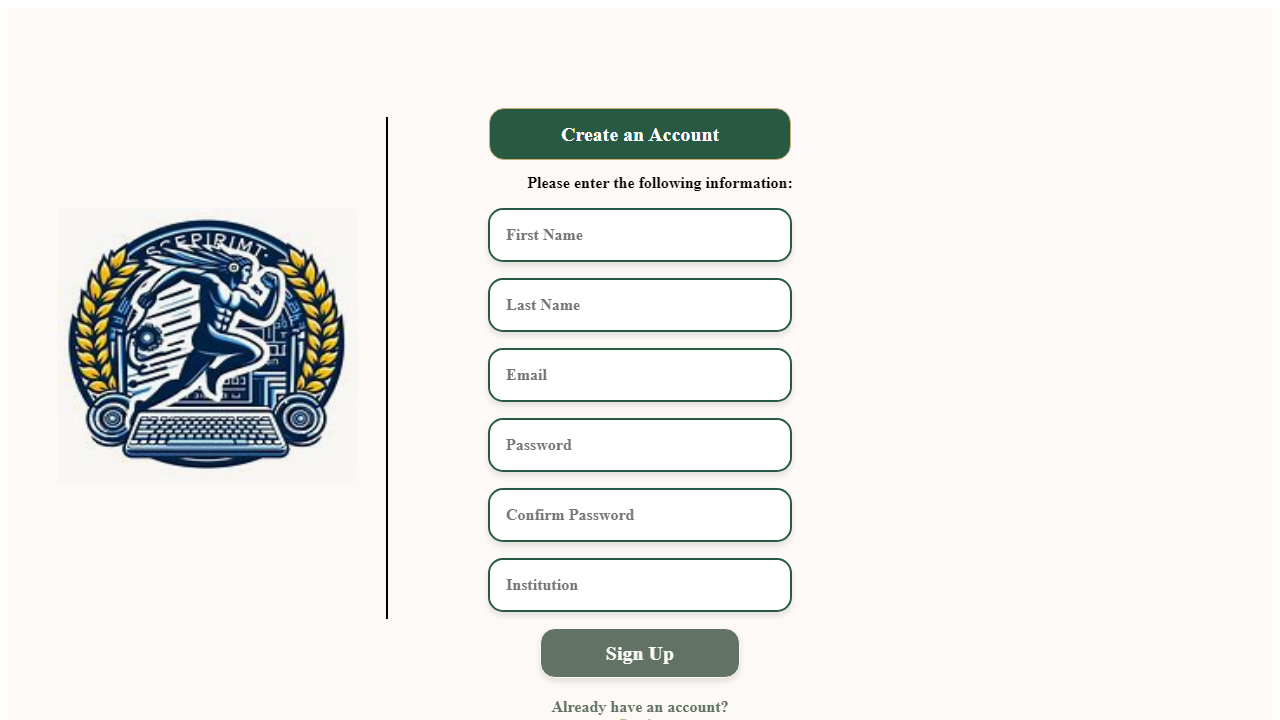 Create an Account
Please enter the following information:
First Name
Last Name
Email
Password
Confirm Password
Institution
Sign Up
Already have an account?